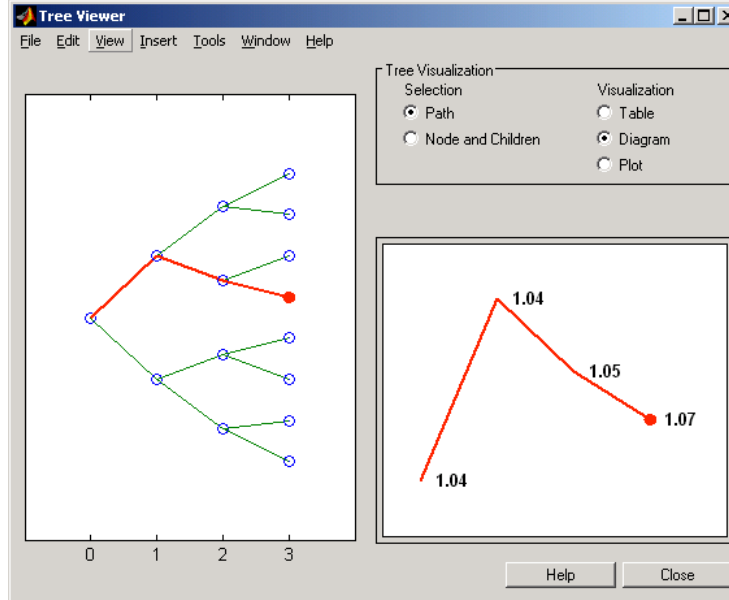 Tree Viewer
File Edit View Insert Tools Window Help
Tree Visualization
Selection Visualization
Path Table
Node and Children Diagram
Plot
1.04
1.05
1.07
1.04
0 1 2 3
Help Close